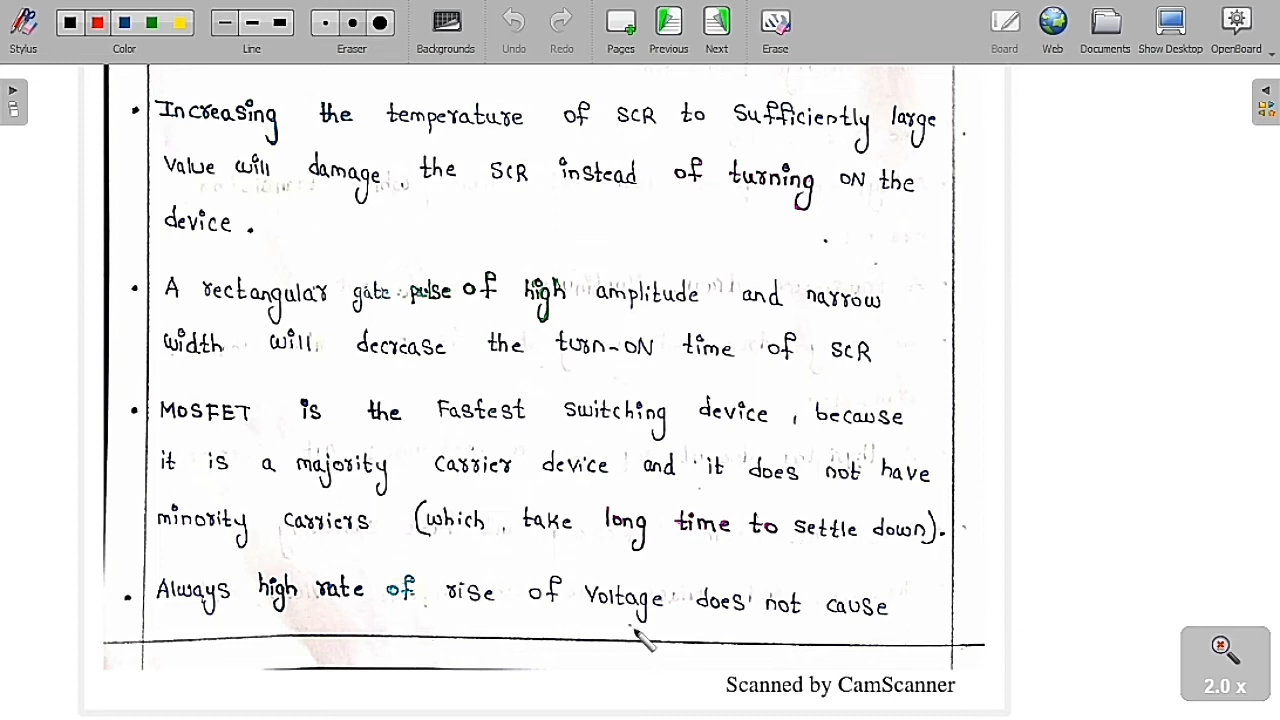 Stylus
Color
Line
Eraser
Backgrounds
Undo
Redo
Pages
Previous
Next
Erase
Board
Web
Documents
Show Desktop
OpenBoard
• Increasing the temperature of SCR to sufficiently large
value will damage the SCR instead of turning ON the
device.
• A rectangular gate pulse of high amplitude and narrow
width will decrease the turn-ON time of SCR
• MOSFET is the Fastest switching device, because
it is a majority carrier device and it does not have
minority carriers (which take long time to settle down).
• Always high rate of rise of voltage does not cause
Scanned by CamScanner
2.0 x